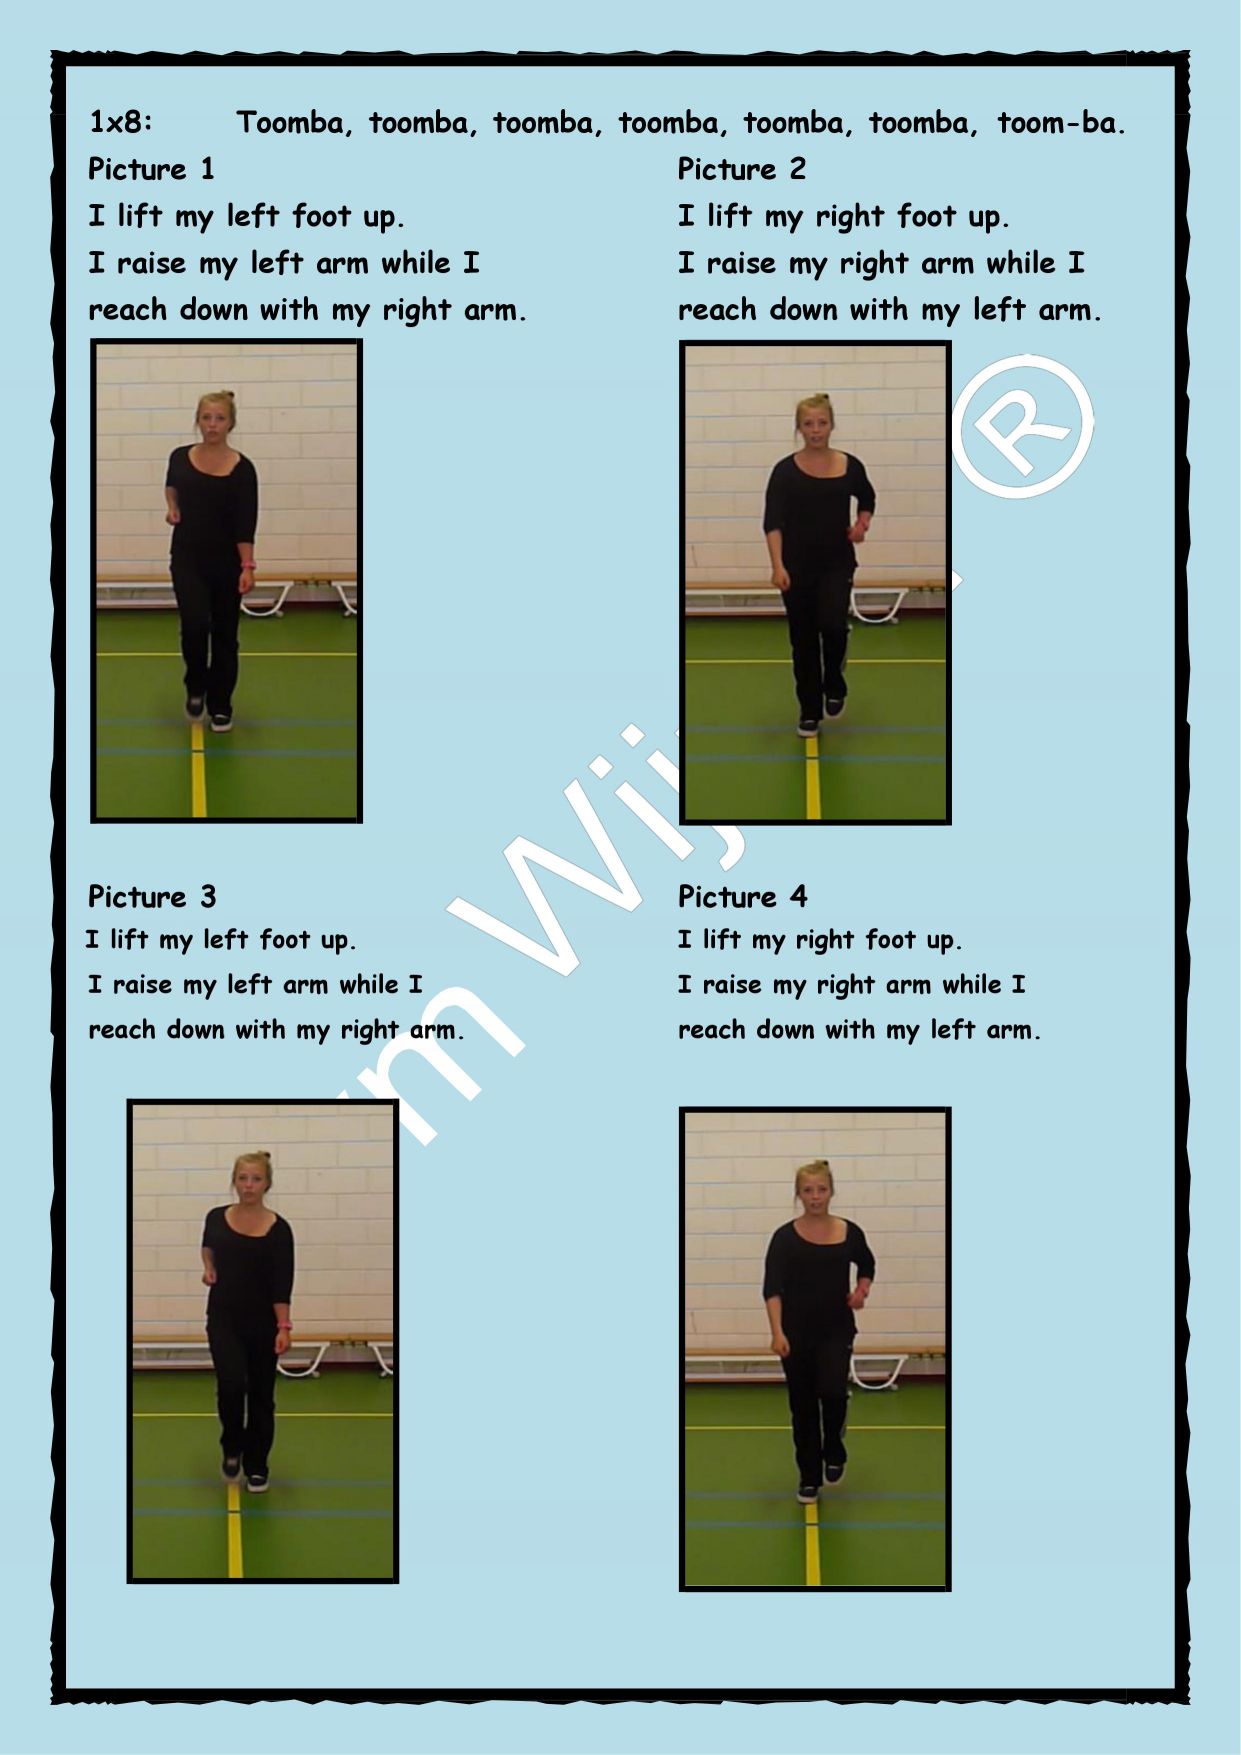 1x8: Toomba, toomba, toomba, toomba, toomba, toomba, toom-ba.
Picture 1
I lift my left foot up.
I raise my left arm while I
reach down with my right arm.
Picture 2
I lift my right foot up.
I raise my right arm while I
reach down with my left arm.
Picture 3
I lift my left foot up.
I raise my left arm while I
reach down with my right arm.
Picture 4
I lift my right foot up.
I raise my right arm while I
reach down with my left arm.
®